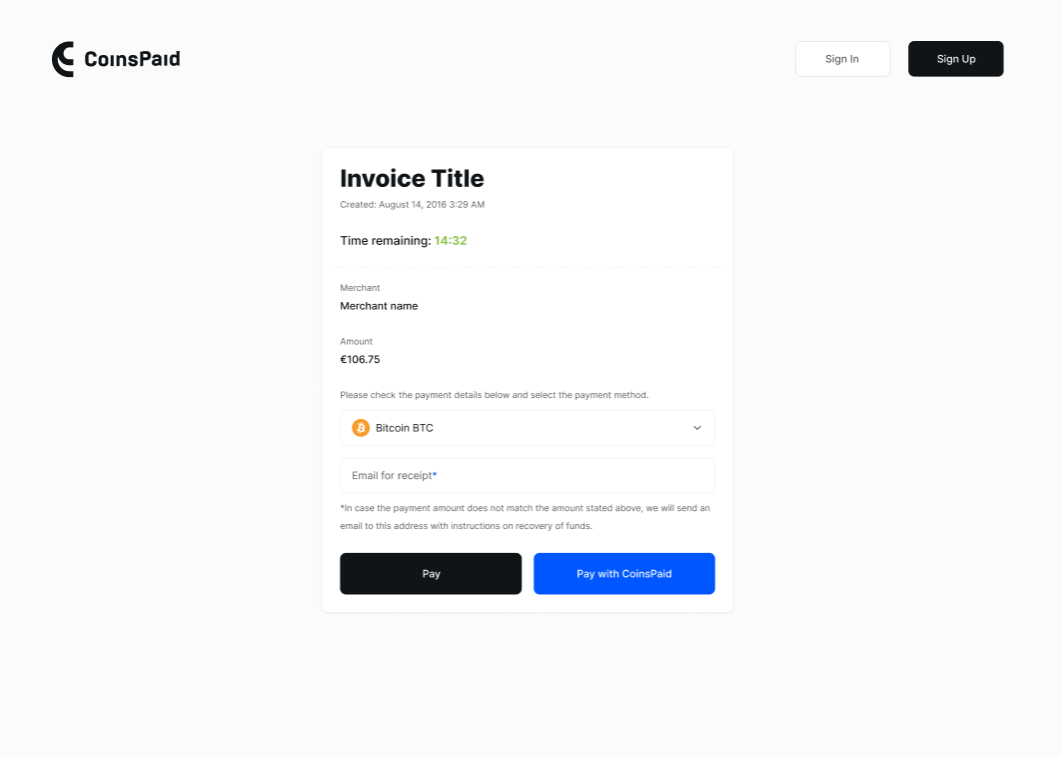 CoinsPaid
Sign In
Sign Up
Invoice Title
Created: August 14, 2016 3:29 AM
Time remaining: 14:32
Merchant
Merchant name
Amount
€106.75
Please check the payment details below and select the payment method.
Bitcoin BTC
Email for receipt*
*In case the payment amount does not match the amount stated above, we will send an
email to this address with instructions on recovery of funds.
Pay
Pay with CoinsPaid